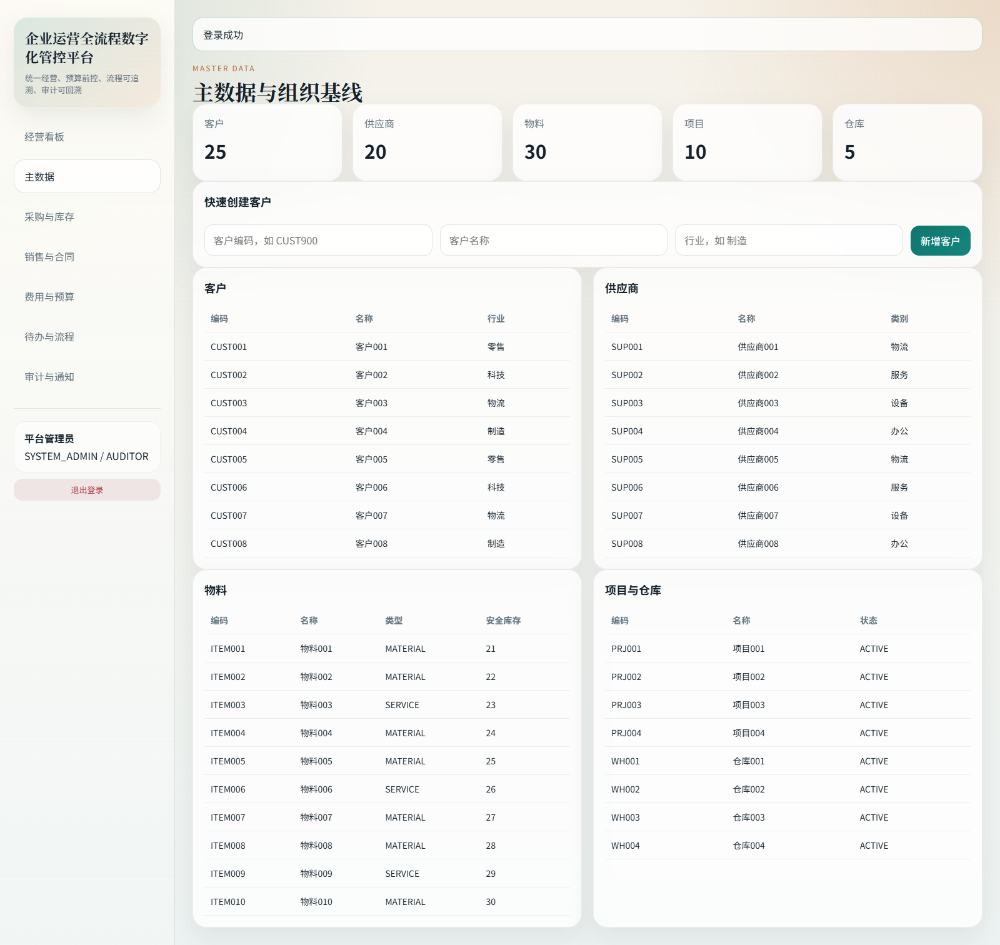 企业运营全流程数字
化管控平台
统一经营、预算前控、流程可追
溯、审计可回溯
经营看板
主数据
采购与库存
销售与合同
费用与预算
待办与流程
审计与通知
平台管理员
SYSTEM_ADMIN / AUDITOR
退出登录
登录成功
MASTER DATA
主数据与组织基线
客户 供应商 物料 项目 仓库
25 20 30 10 5
快速创建客户
客户编码，如 CUST900 客户名称 行业，如 制造 新增客户
客户
编码 名称 行业
CUST001 客户001 零售
CUST002 客户002 科技
CUST003 客户003 物流
CUST004 客户004 制造
CUST005 客户005 零售
CUST006 客户006 科技
CUST007 客户007 物流
CUST008 客户008 制造
供应商
编码 名称 类别
SUP001 供应商001 物流
SUP002 供应商002 服务
SUP003 供应商003 设备
SUP004 供应商004 办公
SUP005 供应商005 物流
SUP006 供应商006 服务
SUP007 供应商007 设备
SUP008 供应商008 办公
物料
编码 名称 类型 安全库存
ITEM001 物料001 MATERIAL 21
ITEM002 物料002 MATERIAL 22
ITEM003 物料003 SERVICE 23
ITEM004 物料004 MATERIAL 24
ITEM005 物料005 MATERIAL 25
ITEM006 物料006 SERVICE 26
ITEM007 物料007 MATERIAL 27
ITEM008 物料008 MATERIAL 28
ITEM009 物料009 SERVICE 29
ITEM010 物料010 MATERIAL 30
项目与仓库
编码 名称 状态
PRJ001 项目001 ACTIVE
PRJ002 项目002 ACTIVE
PRJ003 项目003 ACTIVE
PRJ004 项目004 ACTIVE
WH001 仓库001 ACTIVE
WH002 仓库002 ACTIVE
WH003 仓库003 ACTIVE
WH004 仓库004 ACTIVE